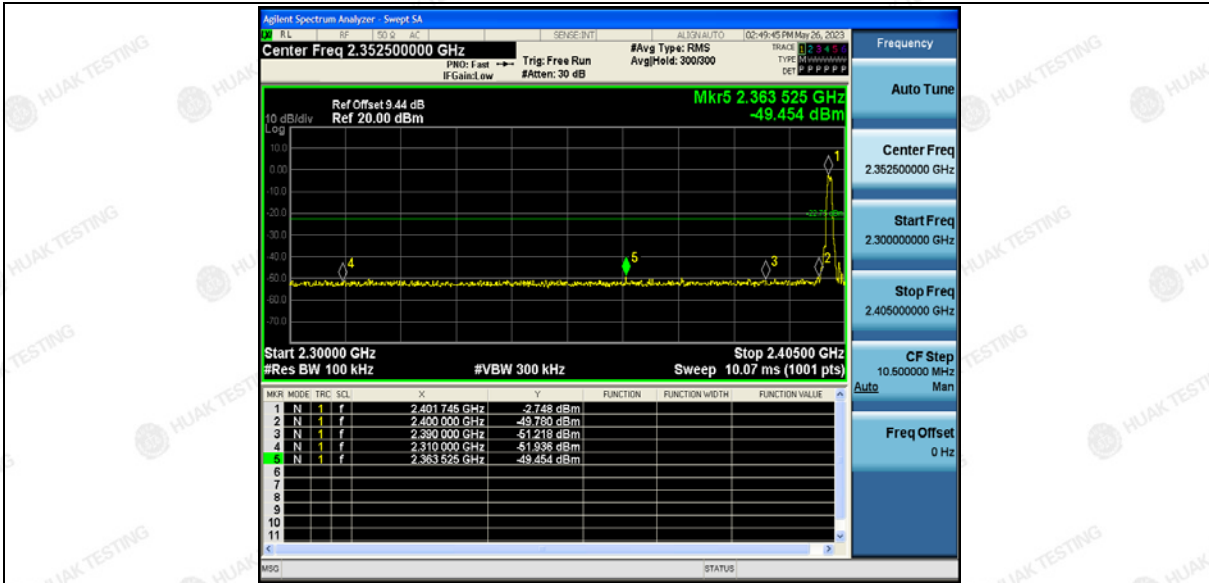 Agilent Spectrum Analyzer - Swept SA
RL RF 50 Ω AC SENSE:INT ALIGN AUTO 02:49:45 PM May 26, 2023
Center Freq 2.352500000 GHz #Avg Type: RMS TRACE 1 2 3 4 5 6
PNO: Fast Trig: Free Run Avg|Hold: 300/300 TYPE M
IFGain:Low #Atten: 30 dB DET P P P P P P
Mkr5 2.363 525 GHz
-49.454 dBm
Ref Offset 9.44 dB
10 dB/div Ref 20.00 dBm
Log
10.0
0.00
-10.0
-20.0
-30.0
-40.0
-50.0
-60.0
-70.0
1
2
3
4
5
Start 2.30000 GHz Stop 2.40500 GHz
#Res BW 100 kHz #VBW 300 kHz Sweep 10.07 ms (1001 pts)
MKR MODE TRC SCL X Y FUNCTION FUNCTION WIDTH FUNCTION VALUE
1 N 1 f 2.401 745 GHz -2.748 dBm
2 N 1 f 2.400 000 GHz -49.780 dBm
3 N 1 f 2.390 000 GHz -51.218 dBm
4 N 1 f 2.310 000 GHz -51.936 dBm
5 N 1 f 2.363 525 GHz -49.454 dBm
6
7
8
9
10
11
MSG STATUS
Frequency
Auto Tune
Center Freq
2.352500000 GHz
Start Freq
2.300000000 GHz
Stop Freq
2.405000000 GHz
CF Step
10.500000 MHz
Auto Man
Freq Offset
0 Hz
HUAK TESTING